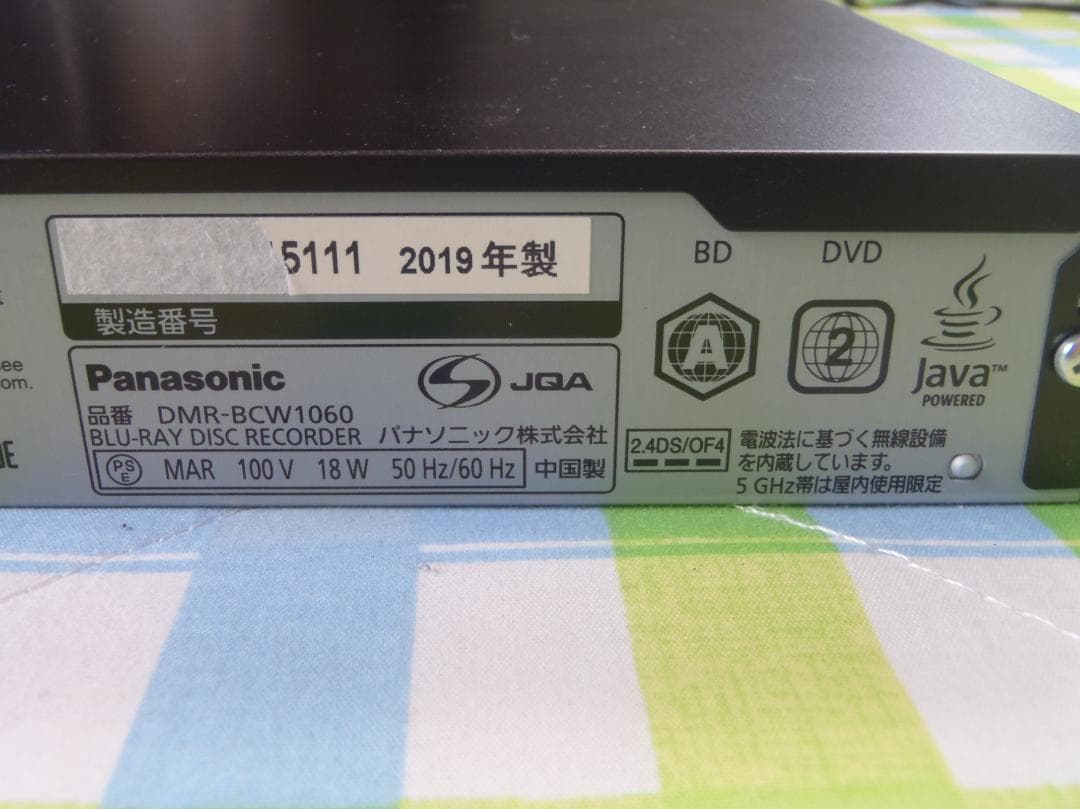 5111 2019年製
製造番号
see
om.
Panasonic
JQA
品番 DMR-BCW1060
BLU-RAY DISC RECORDER パナソニック株式会社
PS
E
MAR 100 V 18 W 50 Hz/60 Hz 中国製
BD
DVD
A
2
Java™
POWERED
2.4DS/OF4
電波法に基づく無線設備
を内蔵しています。
5 GHz帯は屋内使用限定